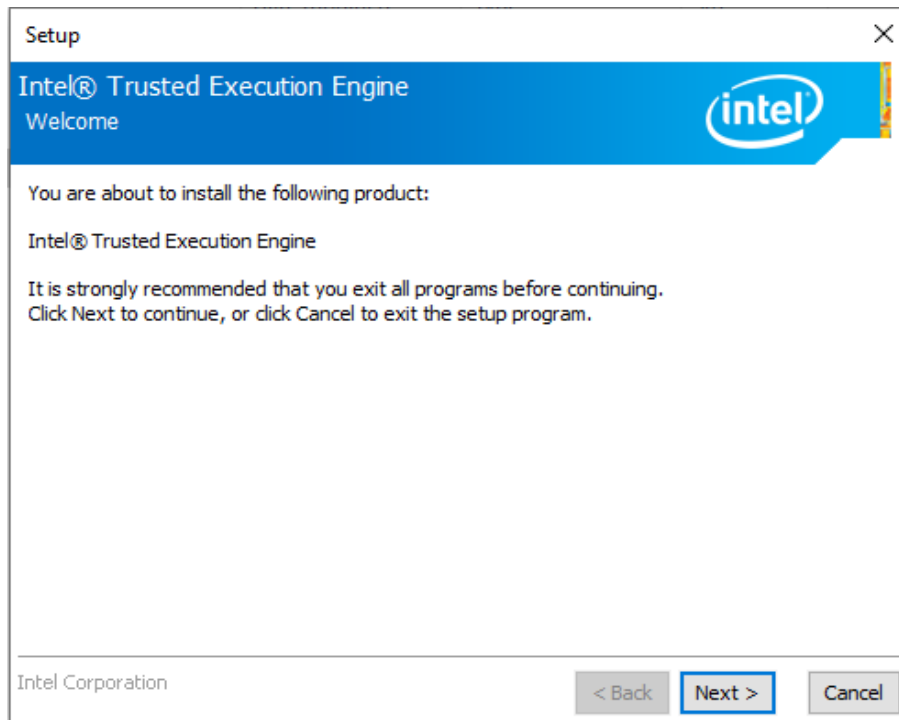 Setup
Intel® Trusted Execution Engine
Welcome
intel
You are about to install the following product:
Intel® Trusted Execution Engine
It is strongly recommended that you exit all programs before continuing.
Click Next to continue, or click Cancel to exit the setup program.
Intel Corporation
< Back
Next >
Cancel